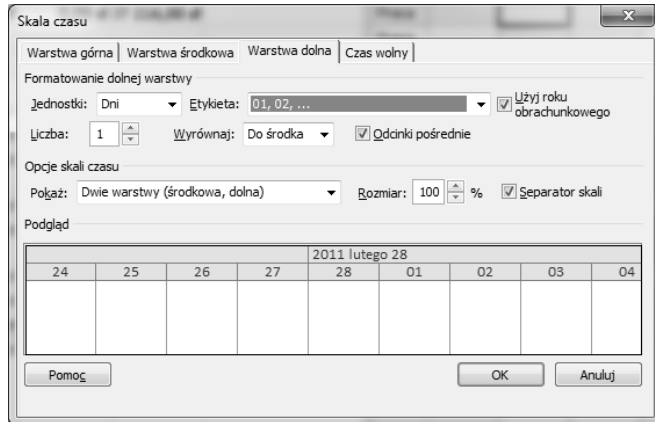 Skala czasu
Warstwa górna Warstwa środkowa Warstwa dolna Czas wolny
Formatowanie dolnej warstwy
Jednostki: Dni Etykieta: 01, 02, ... Użyj roku obrachunkowego
Liczba: 1 Wyrównaj: Do środka Odcinki pośrednie
Opcje skali czasu
Pokaż: Dwie warstwy (środkowa, dolna) Rozmiar: 100 % Separator skali
Podgląd
2011 lutego 28
24 25 26 27 28 01 02 03 04
Pomoc OK Anuluj